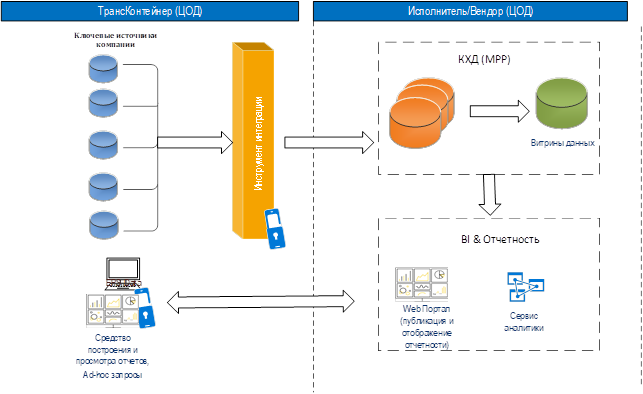 ТрансКонтейнер (ЦОД)
Исполнитель/Вендор (ЦОД)
Ключевые источники
компании
Инструмент интеграции
КХД (MPP)
Витрины данных
BI & Отчетность
Web Портал
(публикация и
отображение
отчетности)
Сервис
аналитики
Средство
построения и
просмотра отчетов,
Ad-hoc запросы